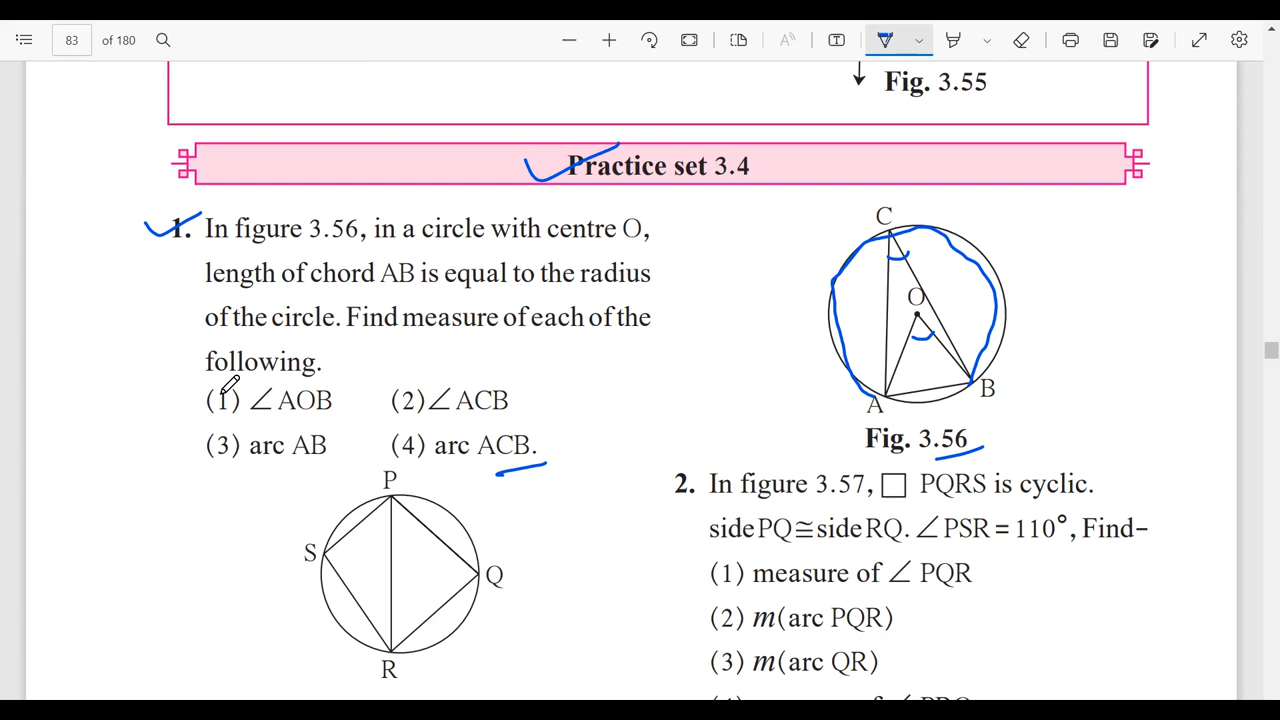 83 of 180
Fig. 3.55
Practice set 3.4
1. In figure 3.56, in a circle with centre O,
length of chord AB is equal to the radius
of the circle. Find measure of each of the
following.
(1) ∠AOB (2) ∠ACB
(3) arc AB (4) arc ACB.
C
O
A
B
Fig. 3.56
P
S
Q
R
2. In figure 3.57, □ PQRS is cyclic.
side PQ ≅ side RQ. ∠PSR = 110°, Find-
(1) measure of ∠PQR
(2) m(arc PQR)
(3) m(arc QR)